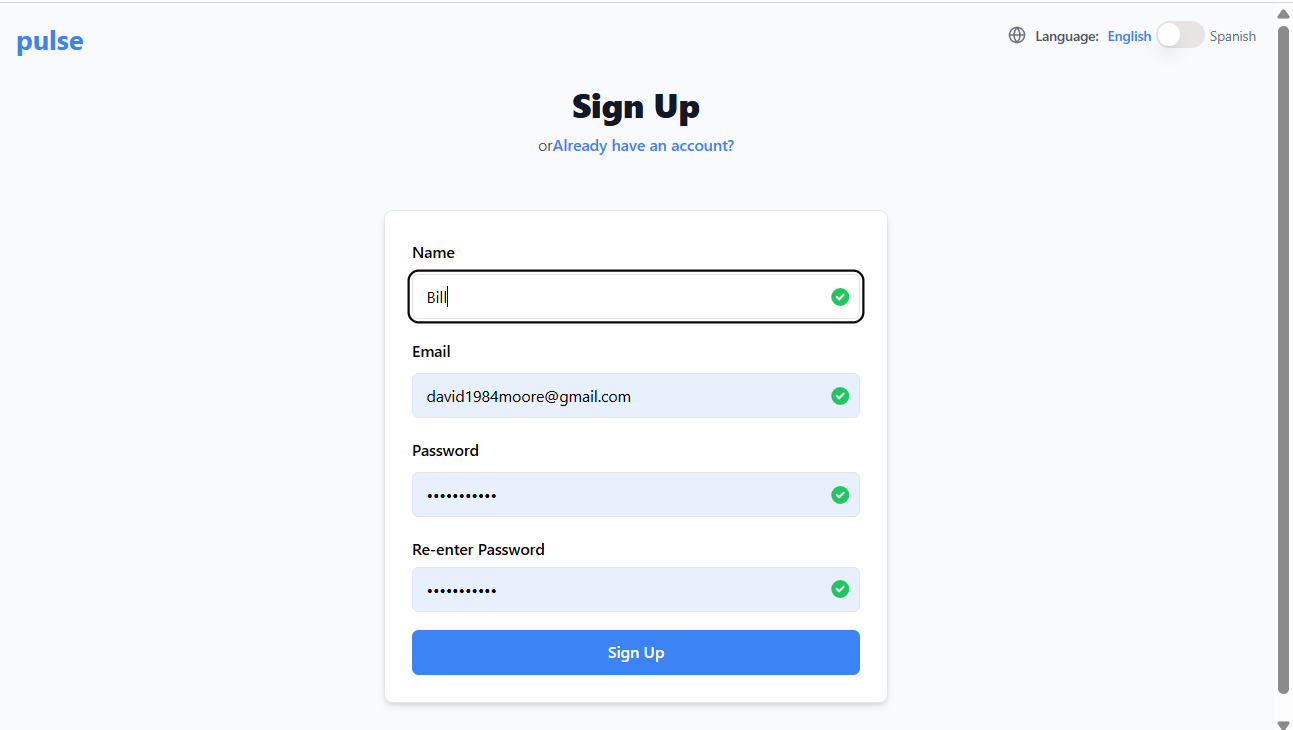 pulse
Language: English Spanish
Sign Up
orAlready have an account?
Name
Bill
Email
david1984moore@gmail.com
Password
•••••••••••
Re-enter Password
•••••••••••
Sign Up